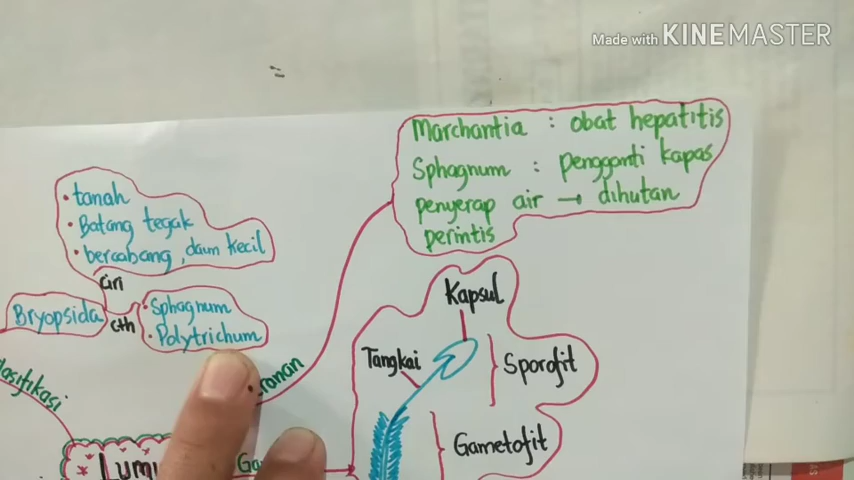 Made with KINEMASTER
Marchantia : obat hepatitis
Sphagnum : pengganti kapas
penyerap air → dihutan
perintis
• tanah
• Batang tegak
• bercabang, daun kecil
ciri
Bryopsida
cth
• Sphagnum
• Polytrichum
Kapsul
Tangkai
Sporofit
Gametofit